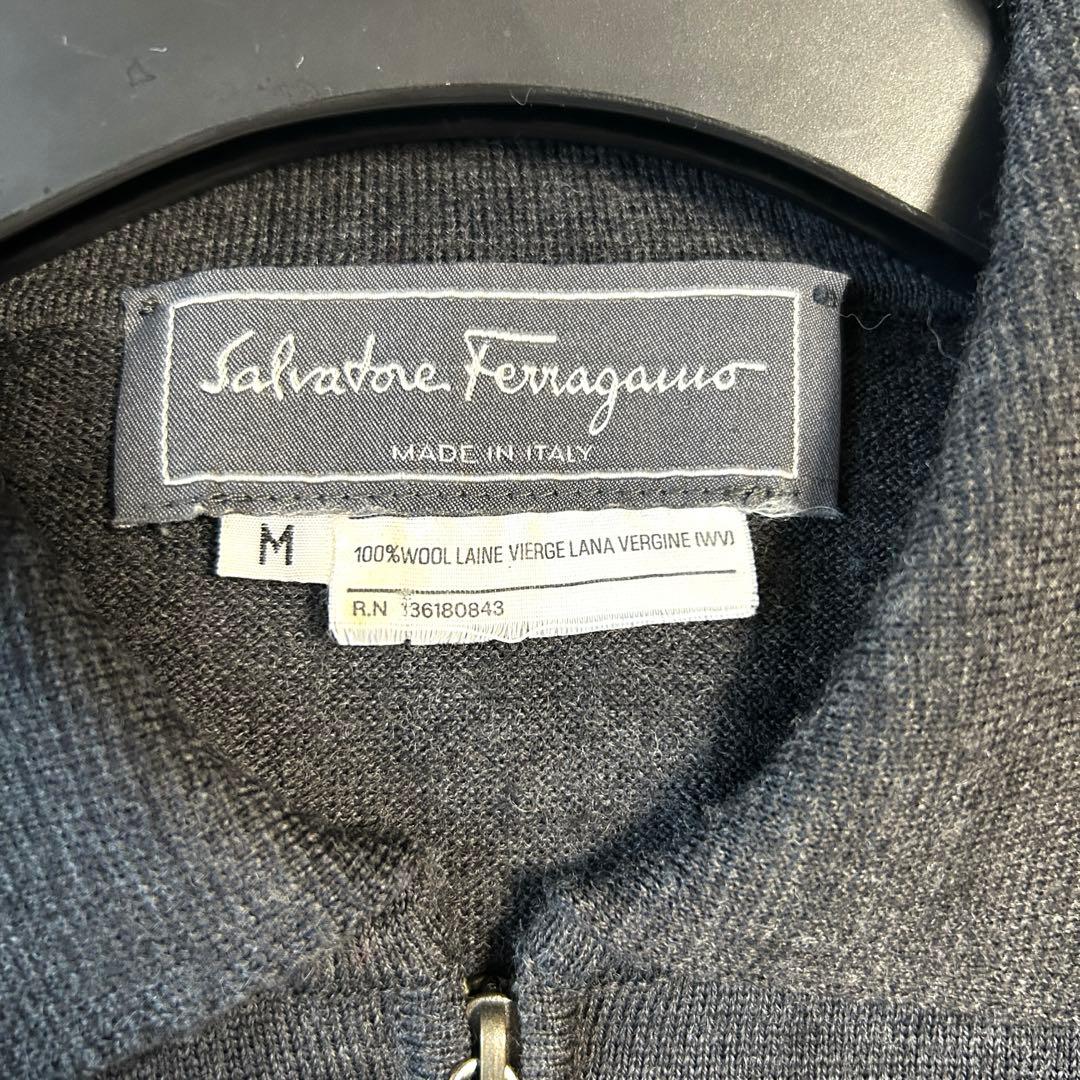 Salvatore Ferragamo
MADE IN ITALY
M
100%WOOL LAINE VIERGE LANA VERGINE (WV)
R.N 136180843